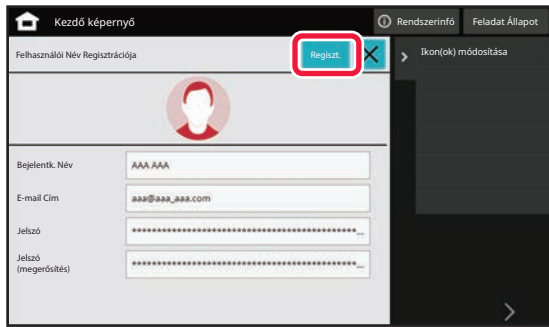 Kezdő képernyő
Rendszerinfó
Feladat Állapot
Felhasználói Név Regisztrációja
Regiszt.
Ikon(ok) módosítása
Bejelentk. Név
AAA AAA
E-mail Cím
aaa@aaa_aaa.com
Jelszó
************************************************...
Jelszó
(megerősítés)
************************************************...